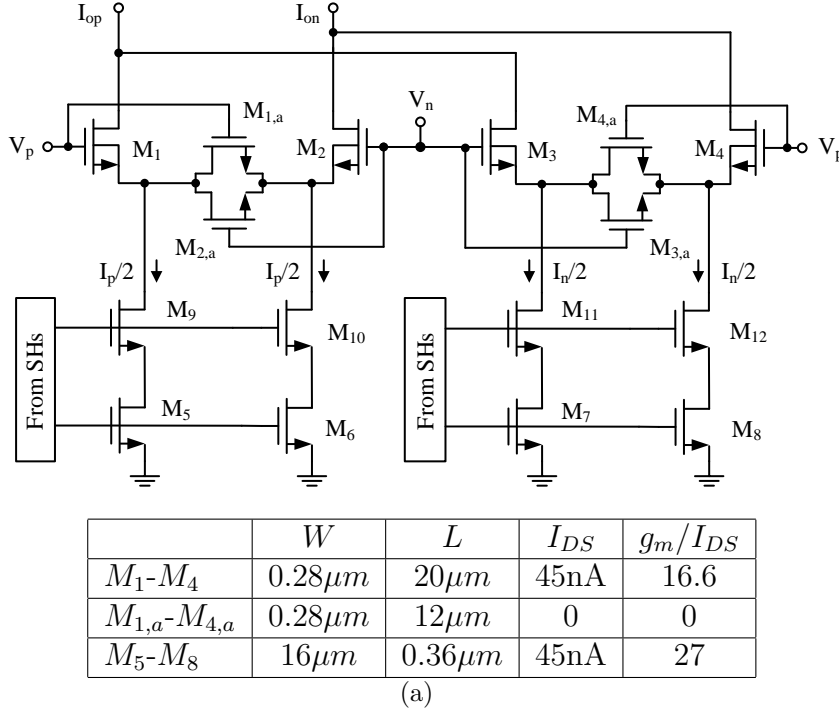 I_op I_on
M_1,a V_n M_4,a
V_p M_1 M_2 M_3 M_4 V_p
M_2,a M_3,a
I_p/2 I_p/2 I_n/2 I_n/2
M_9 M_10 M_11 M_12
From SHs From SHs
M_5 M_6 M_7 M_8
W L I_DS g_m/I_DS
M_1-M_4 0.28μm 20μm 45nA 16.6
M_1,a-M_4,a 0.28μm 12μm 0 0
M_5-M_8 16μm 0.36μm 45nA 27
(a)